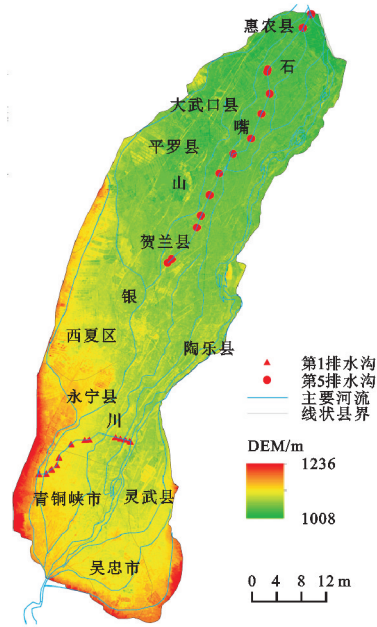 惠农县
石
大武口县
嘴
平罗县
山
贺兰县
银
西夏区
陶乐县
永宁县
川
青铜峡市
灵武县
吴忠市
第1排水沟
第5排水沟
主要河流
线状县界
DEM/m
1236
1008
0 4 8 12 m